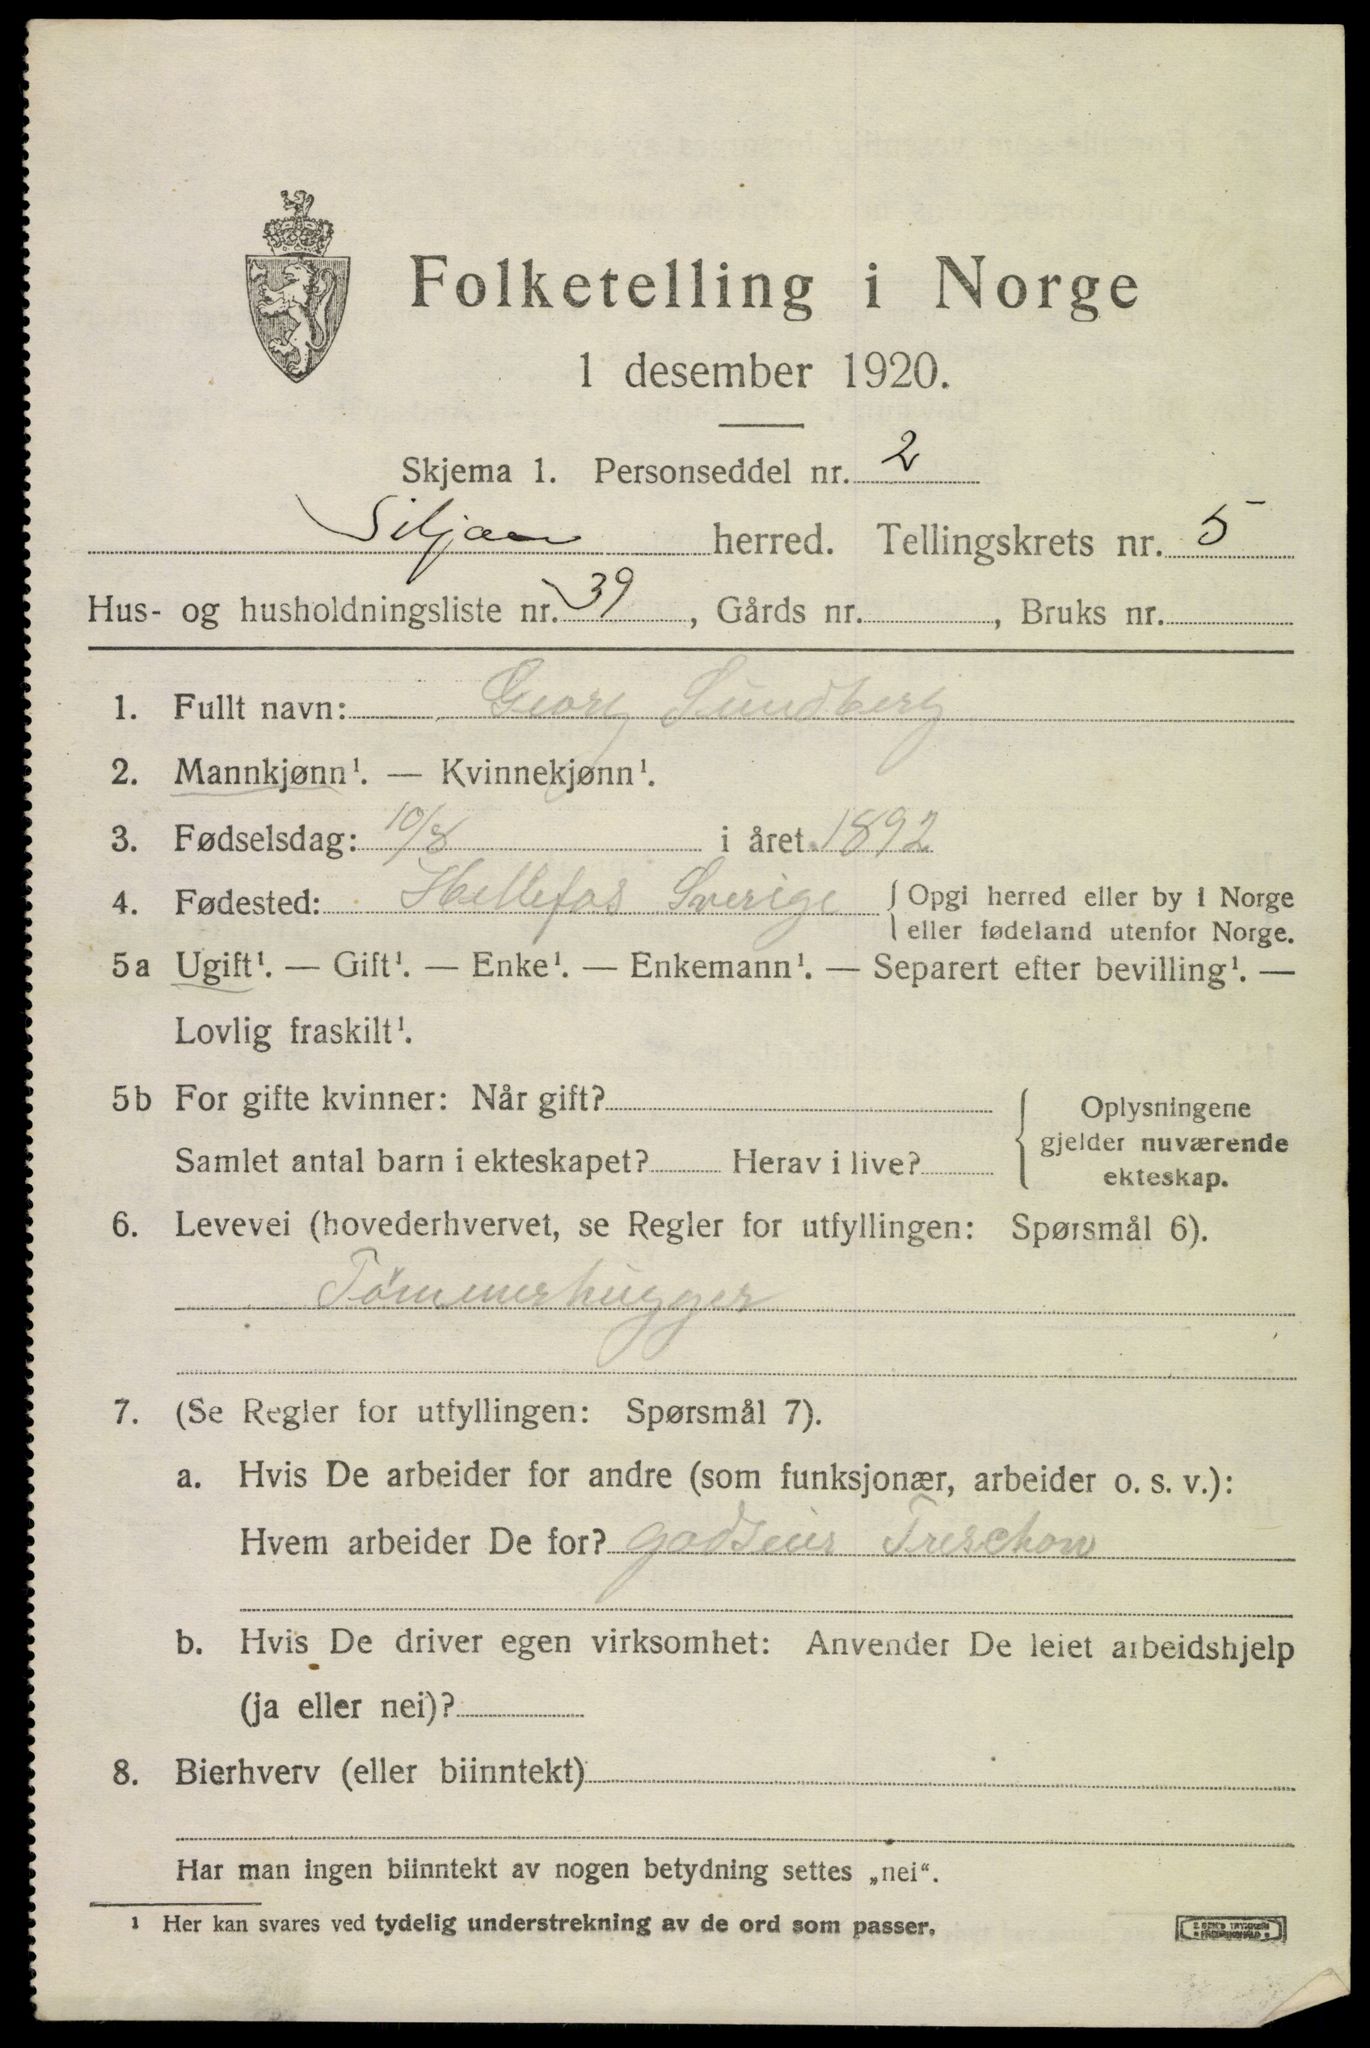 Folketelling i Norge
1 desember 1920.
Skjema 1. Personseddel nr. 2
Siljan herred. Tellingskrets nr. 5
Hus- og husholdningsliste nr. 39, Gårds nr. , Bruks nr.
1. Fullt navn: Georg Sundberg
2. Mannkjønn¹. — Kvinnekjønn¹.
3. Fødselsdag: 10/8 i året 1892
4. Fødested: Hellefos Sverige { Opgi herred eller by i Norge
eller fødeland utenfor Norge.
5a Ugift¹. — Gift¹. — Enke¹. — Enkemann¹. — Separert efter bevilling¹. —
Lovlig fraskilt¹.
5b For gifte kvinner: Når gift?
Samlet antal barn i ekteskapet? Herav i live?
Oplysningene
gjelder nuværende
ekteskap.
6. Levevei (hovederhvervet, se Regler for utfyllingen: Spørsmål 6).
Tømmerhugger
7. (Se Regler for utfyllingen: Spørsmål 7).
a. Hvis De arbeider for andre (som funksjonær, arbeider o. s. v.):
Hvem arbeider De for? godseier Treschow
b. Hvis De driver egen virksomhet: Anvender De leiet arbeidshjelp
(ja eller nei)?
8. Bierhverv (eller biinntekt)
Har man ingen biinntekt av nogen betydning settes „nei“.
¹ Her kan svares ved tydelig understrekning av de ord som passer.